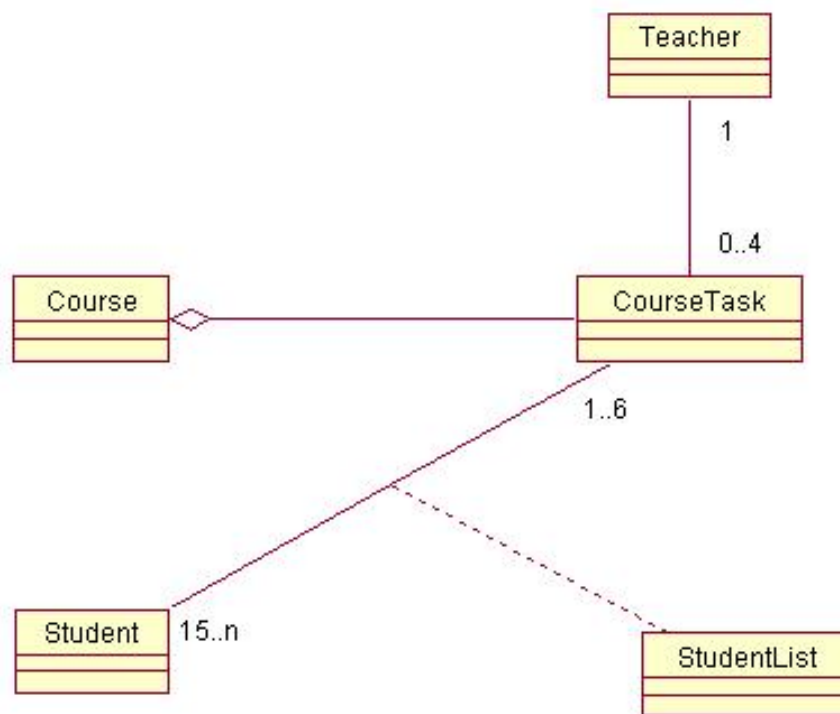 Teacher
1
0..4
Course
CourseTask
1..6
Student
15..n
StudentList